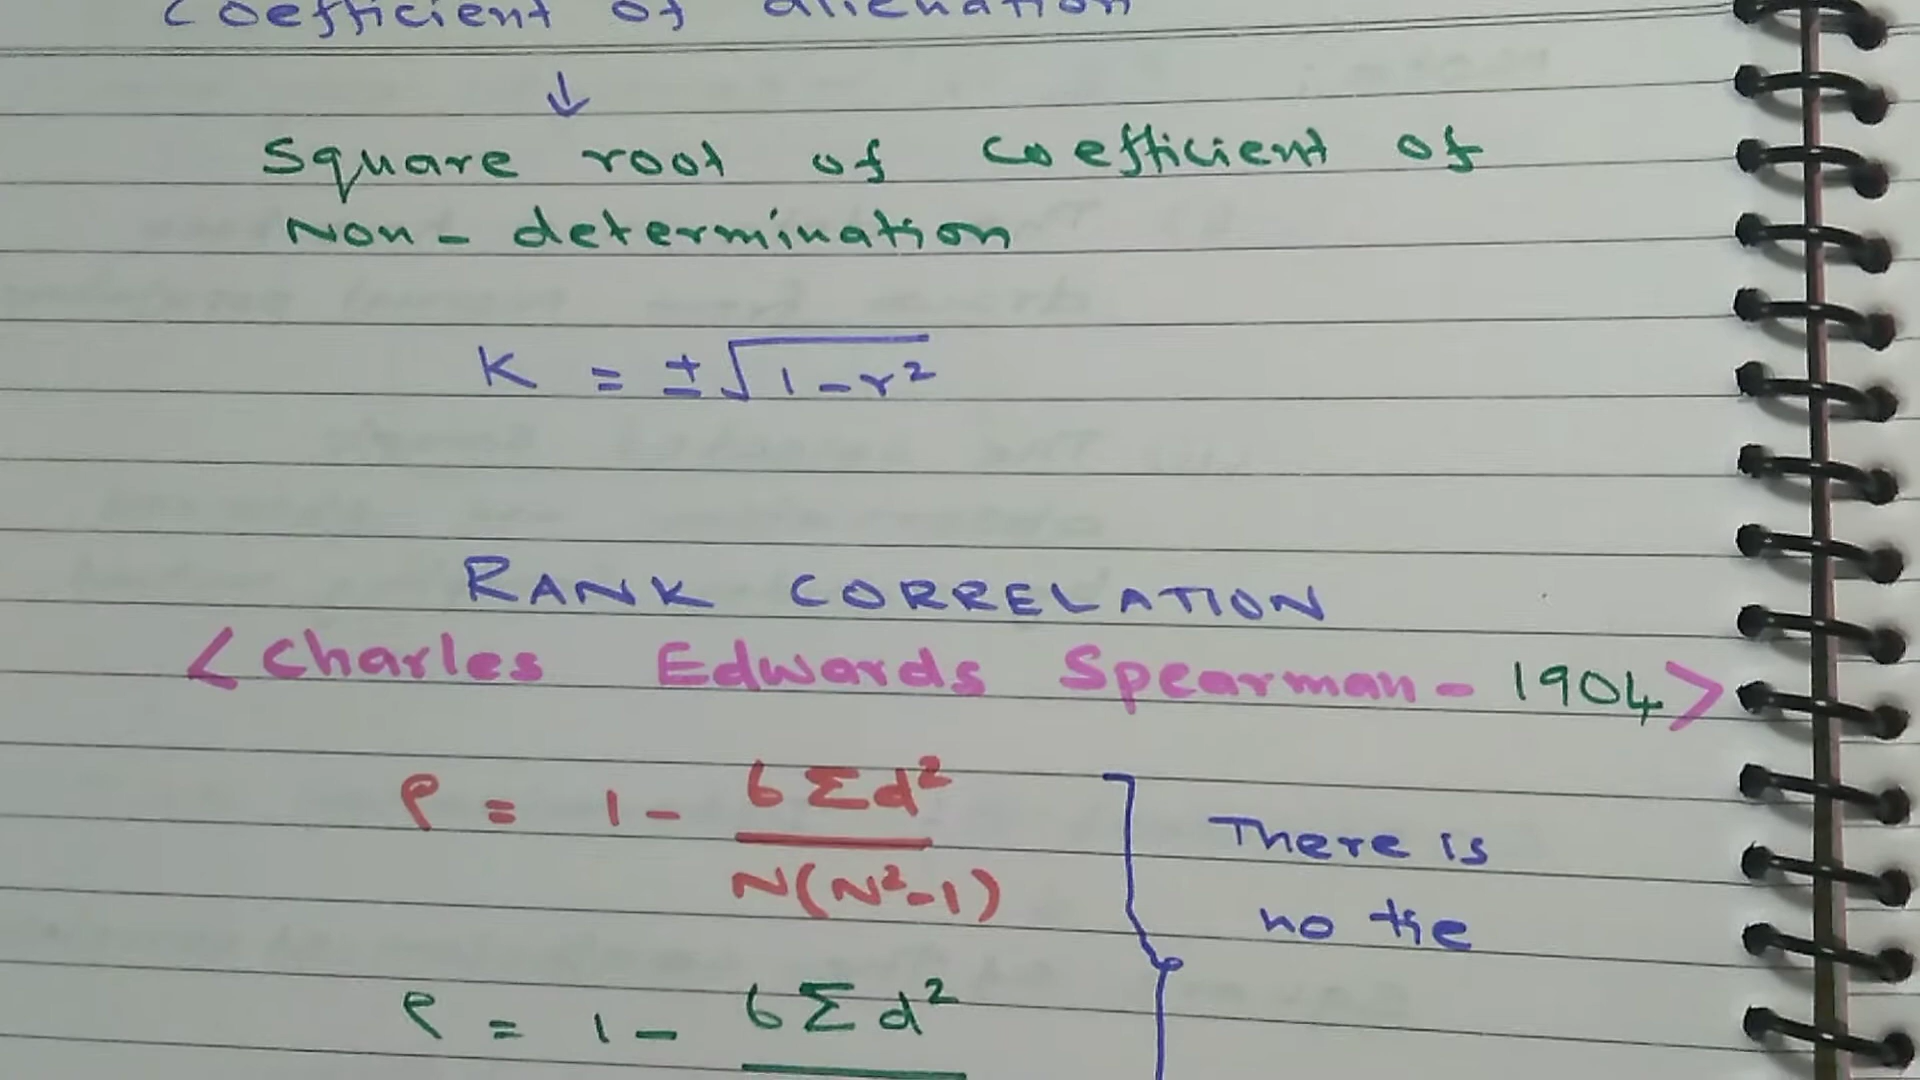 Coefficient of alienation
↓
Square root of coefficient of
Non-determination
K = ±√1-r²
RANK CORRELATION
<Charles Edwards Spearman - 1904>
ρ = 1 - 6Σd² / N(N²-1)
There is
no tie
ρ = 1 - 6Σd²